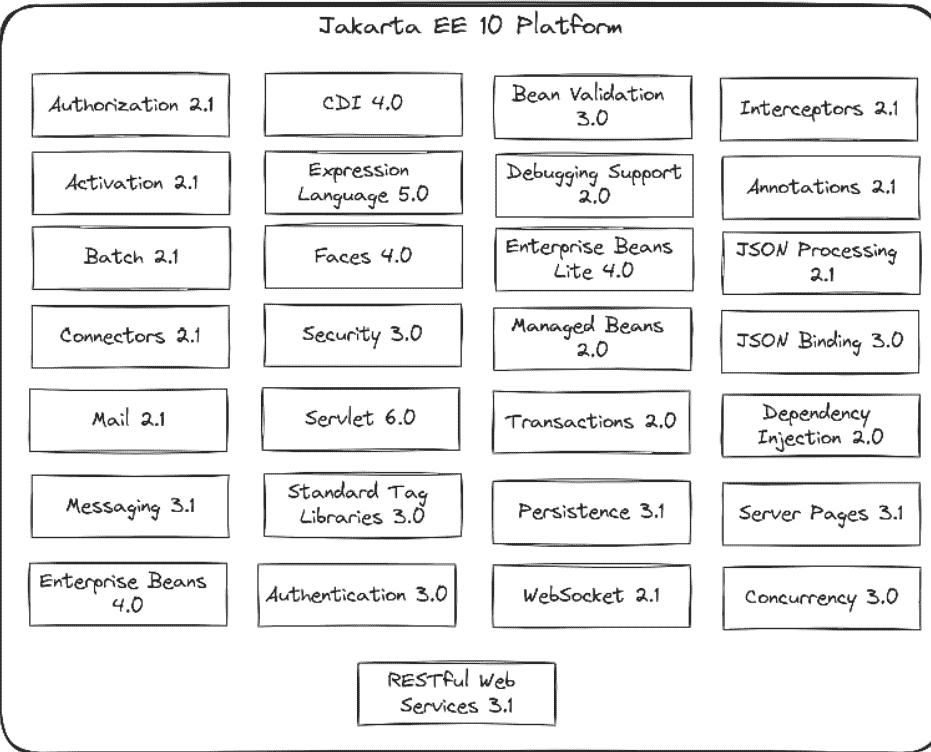 Jakarta EE 10 Platform
Authorization 2.1
CDI 4.0
Bean Validation
3.0
Interceptors 2.1
Activation 2.1
Expression
Language 5.0
Debugging Support
2.0
Annotations 2.1
Batch 2.1
Faces 4.0
Enterprise Beans
Lite 4.0
JSON Processing
2.1
Connectors 2.1
Security 3.0
Managed Beans
2.0
JSON Binding 3.0
Mail 2.1
Servlet 6.0
Transactions 2.0
Dependency
Injection 2.0
Messaging 3.1
Standard Tag
Libraries 3.0
Persistence 3.1
Server Pages 3.1
Enterprise Beans
4.0
Authentication 3.0
WebSocket 2.1
Concurrency 3.0
RESTful Web
Services 3.1